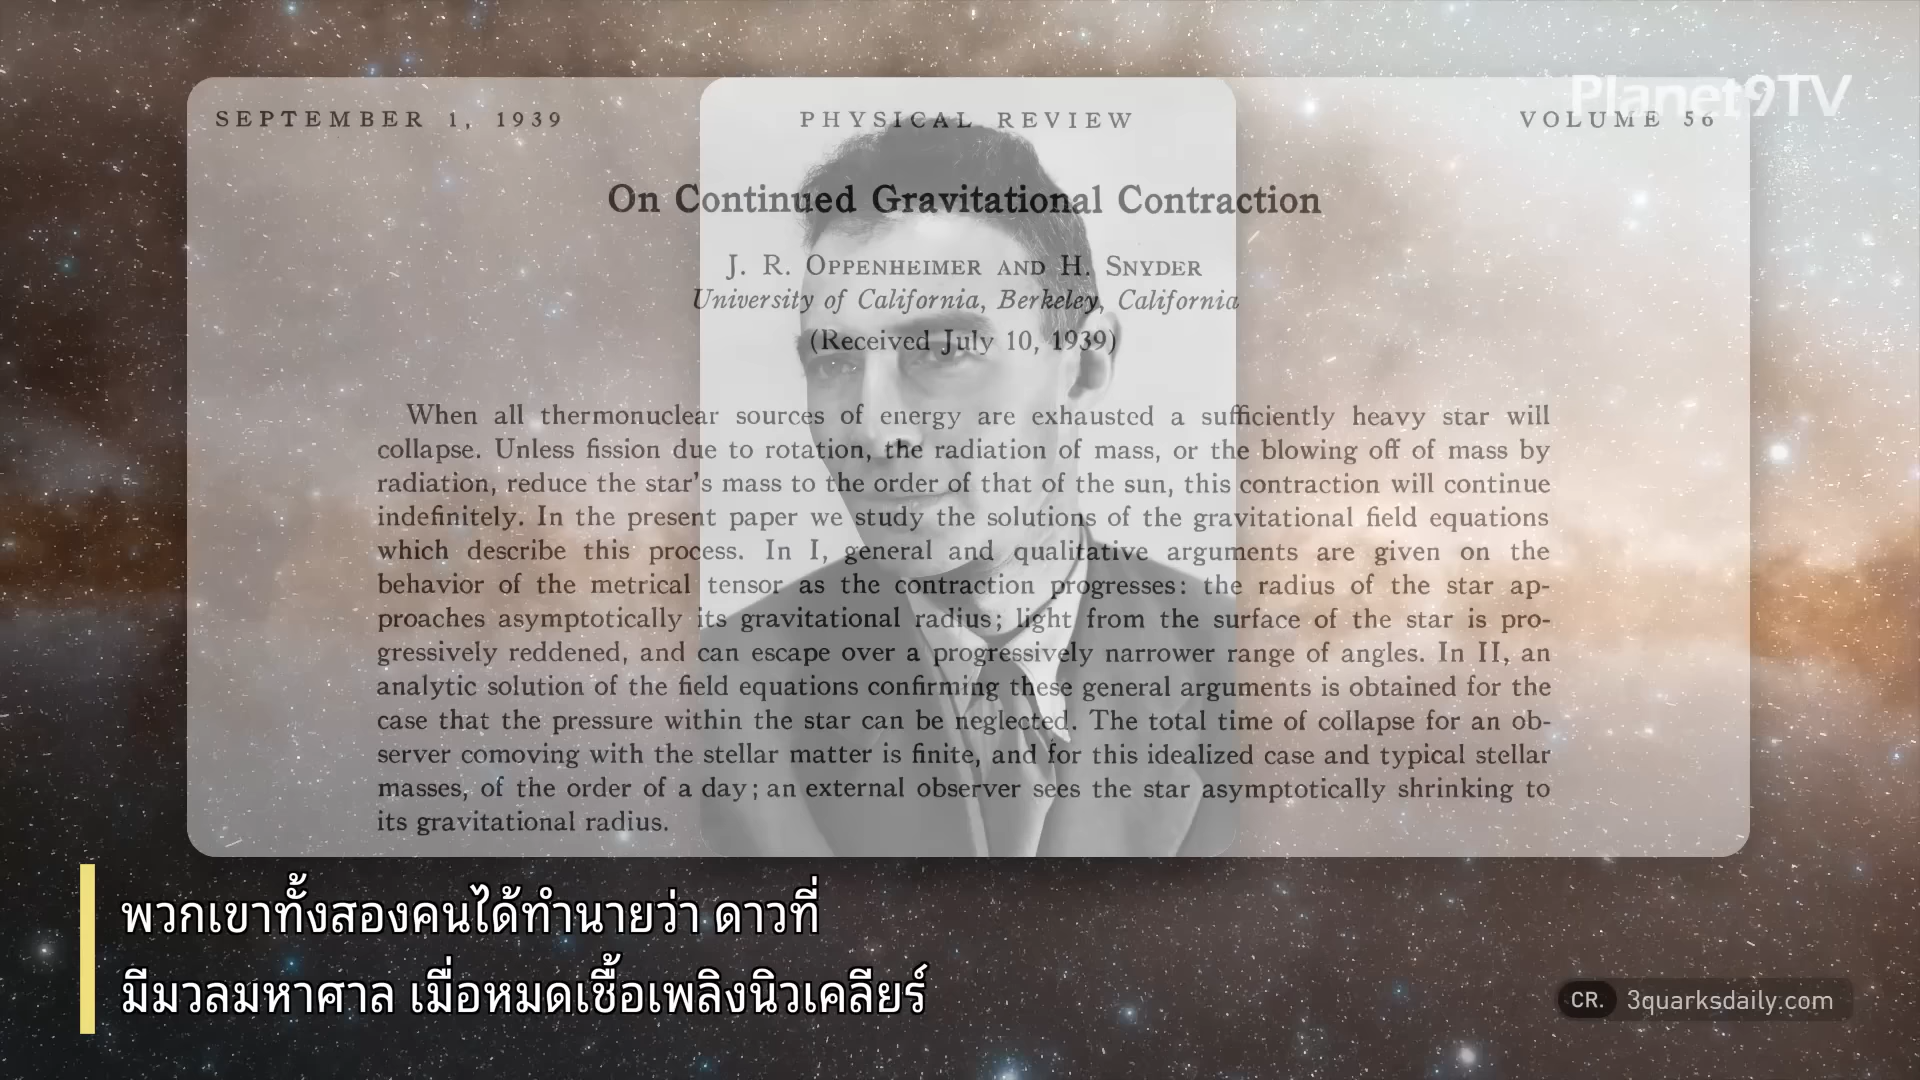 Planet9TV
SEPTEMBER 1, 1939 PHYSICAL REVIEW VOLUME 56
On Continued Gravitational Contraction
J. R. OPPENHEIMER AND H. SNYDER
University of California, Berkeley, California
(Received July 10, 1939)
When all thermonuclear sources of energy are exhausted a sufficiently heavy star will
collapse. Unless fission due to rotation, the radiation of mass, or the blowing off of mass by
radiation, reduce the star's mass to the order of that of the sun, this contraction will continue
indefinitely. In the present paper we study the solutions of the gravitational field equations
which describe this process. In I, general and qualitative arguments are given on the
behavior of the metrical tensor as the contraction progresses: the radius of the star ap-
proaches asymptotically its gravitational radius; light from the surface of the star is pro-
gressively reddened, and can escape over a progressively narrower range of angles. In II, an
analytic solution of the field equations confirming these general arguments is obtained for the
case that the pressure within the star can be neglected. The total time of collapse for an ob-
server comoving with the stellar matter is finite, and for this idealized case and typical stellar
masses, of the order of a day; an external observer sees the star asymptotically shrinking to
its gravitational radius.
พวกเขาทั้งสองคนได้ทำนายว่า ดาวที่
มีมวลมหาศาล เมื่อหมดเชื้อเพลิงนิวเคลียร์
CR. 3quarksdaily.com